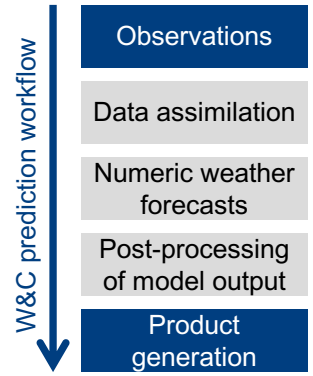 W&C prediction workflow
Observations
Data assimilation
Numeric weather
forecasts
Post-processing
of model output
Product
generation